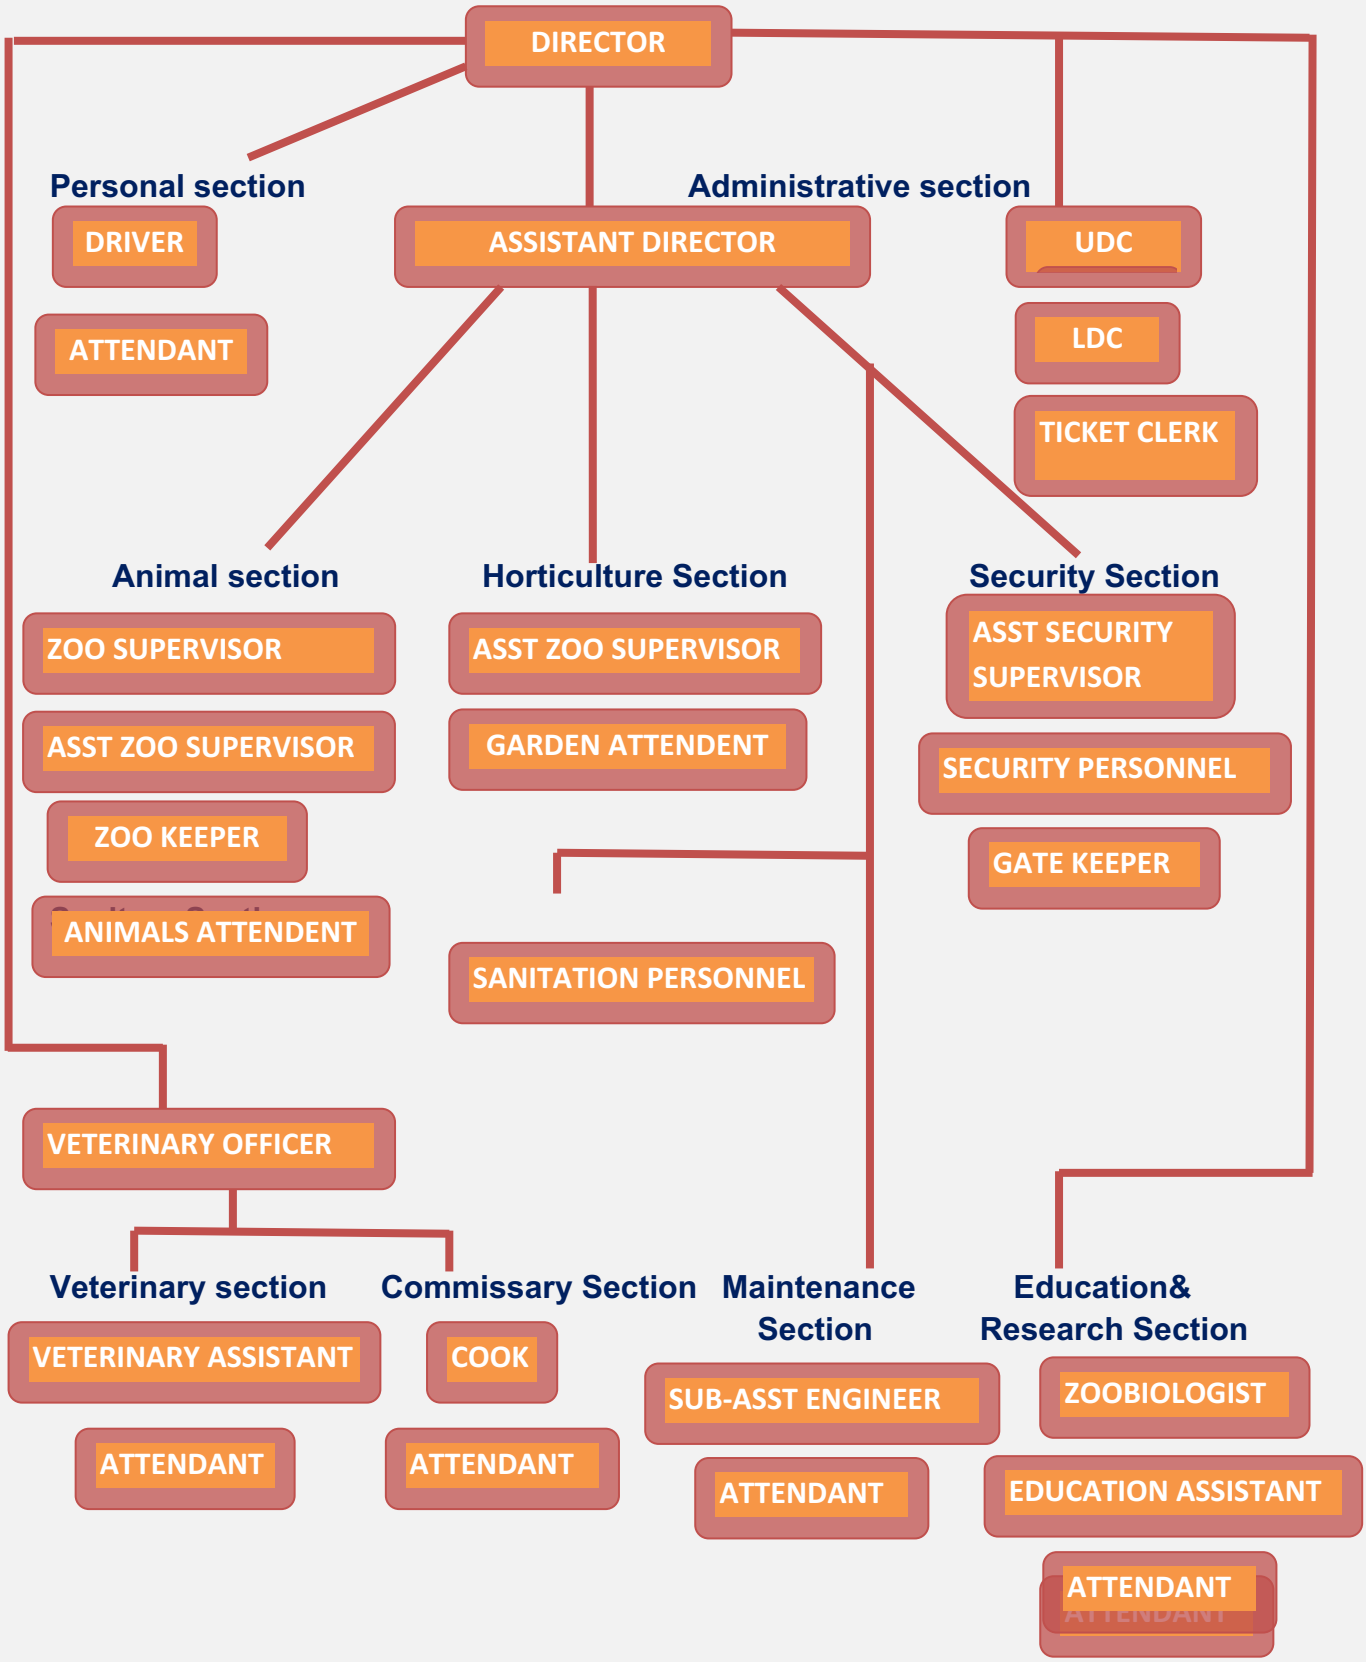 DIRECTOR
Personal section
Administrative section
DRIVER
ASSISTANT DIRECTOR
UDC
ATTENDANT
LDC
TICKET CLERK
Animal section
Horticulture Section
Security Section
ZOO SUPERVISOR
ASST ZOO SUPERVISOR
ASST SECURITY
SUPERVISOR
ASST ZOO SUPERVISOR
GARDEN ATTENDENT
SECURITY PERSONNEL
ZOO KEEPER
GATE KEEPER
ANIMALS ATTENDENT
SANITATION PERSONNEL
VETERINARY OFFICER
Veterinary section
Commissary Section
Maintenance
Section
Education&
Research Section
VETERINARY ASSISTANT
COOK
SUB-ASST ENGINEER
ZOOBIOLOGIST
ATTENDANT
ATTENDANT
ATTENDANT
EDUCATION ASSISTANT
ATTENDANT
ATTENDANT